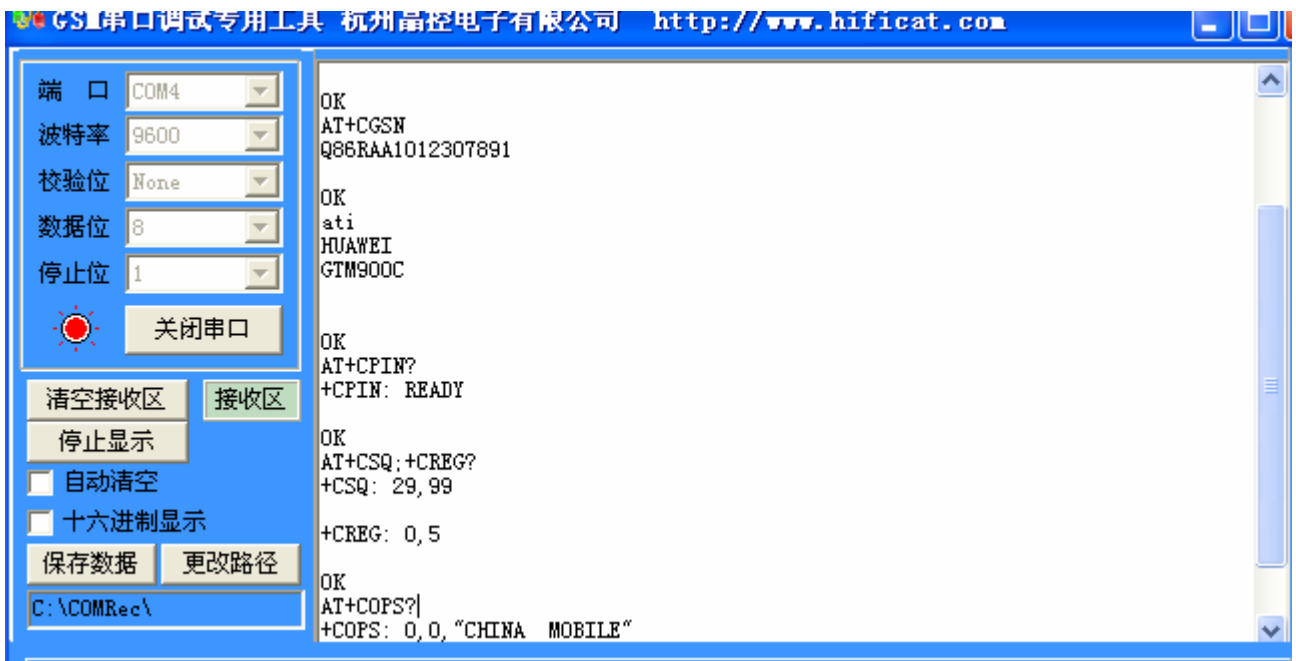 GSM串口调试专用工具 杭州晶控电子有限公司 http://www.hificat.com
端 口 COM4
波特率 9600
校验位 None
数据位 8
停止位 1
关闭串口
清空接收区 接收区
停止显示
自动清空
十六进制显示
保存数据 更改路径
C:\COMRec\
OK
AT+CGSN
Q86RAA1012307891
OK
ati
HUAWEI
GTM900C
OK
AT+CPIN?
+CPIN: READY
OK
AT+CSQ;+CREG?
+CSQ: 29,99
+CREG: 0,5
OK
AT+COPS?
+COPS: 0,0,"CHINA  MOBILE"